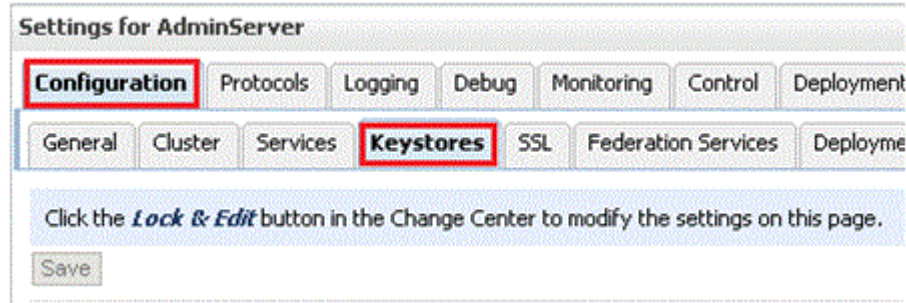 Settings for AdminServer
Configuration Protocols Logging Debug Monitoring Control Deployment
General Cluster Services Keystores SSL Federation Services Deployme
Click the Lock & Edit button in the Change Center to modify the settings on this page.
Save